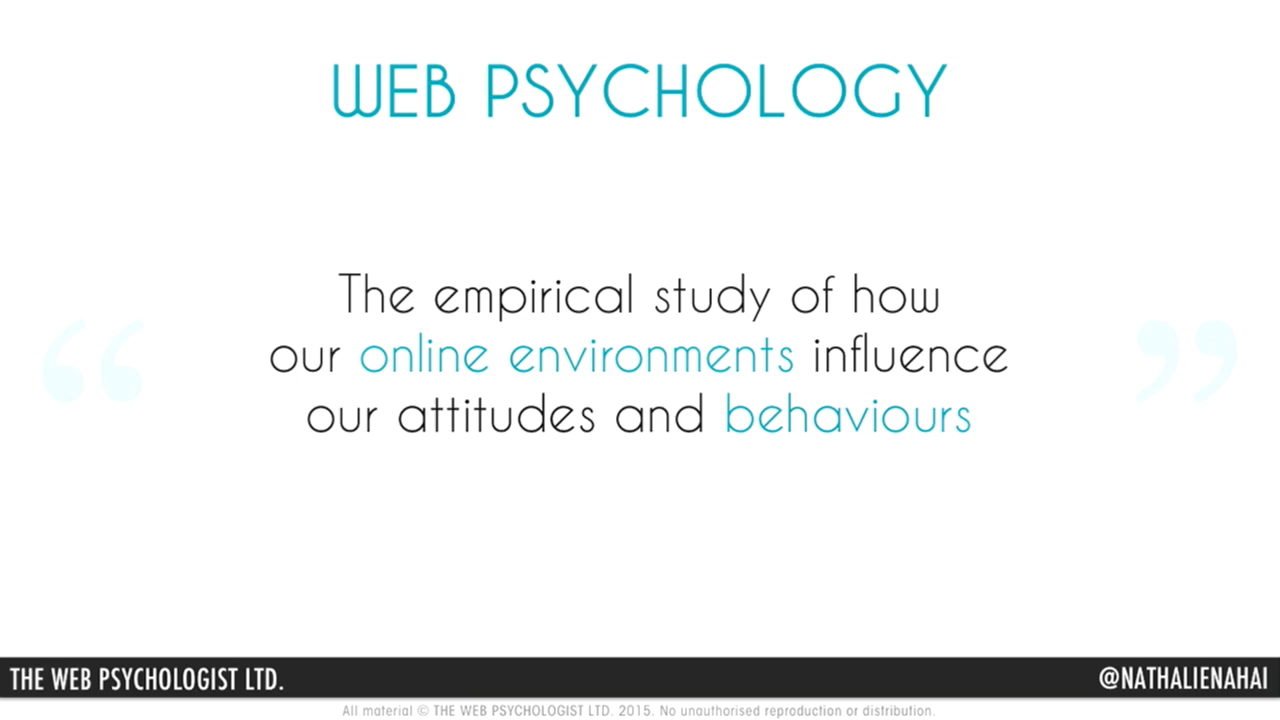 WEB PSYCHOLOGY
The empirical study of how
our online environments influence
our attitudes and behaviours
“ ”
THE WEB PSYCHOLOGIST LTD.
@NATHALIENAHAI
All material © THE WEB PSYCHOLOGIST LTD. 2015. No unauthorised reproduction or distribution.